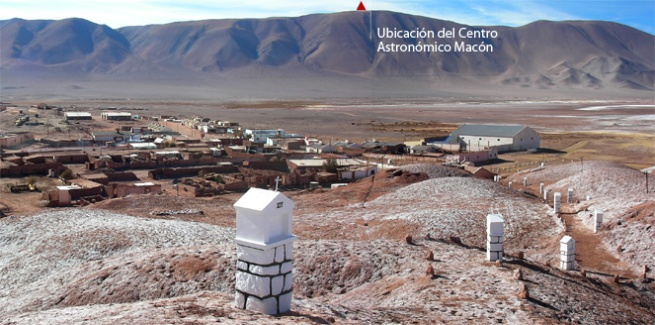 Ubicación del Centro
Astronómico Macón